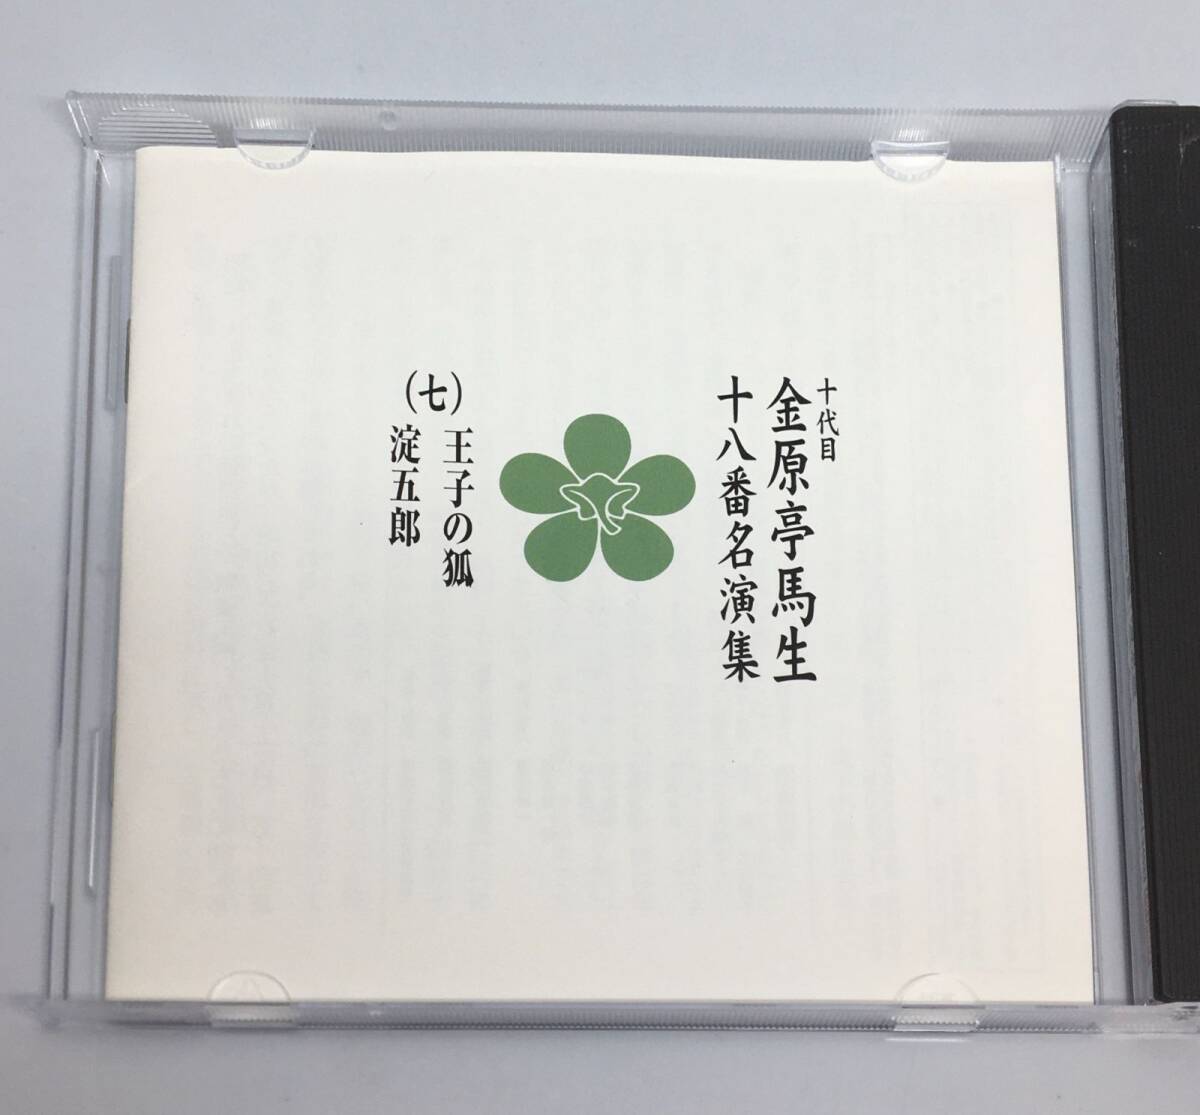 十代目
金原亭馬生
十八番名演集
(七)
王子の狐
淀五郎